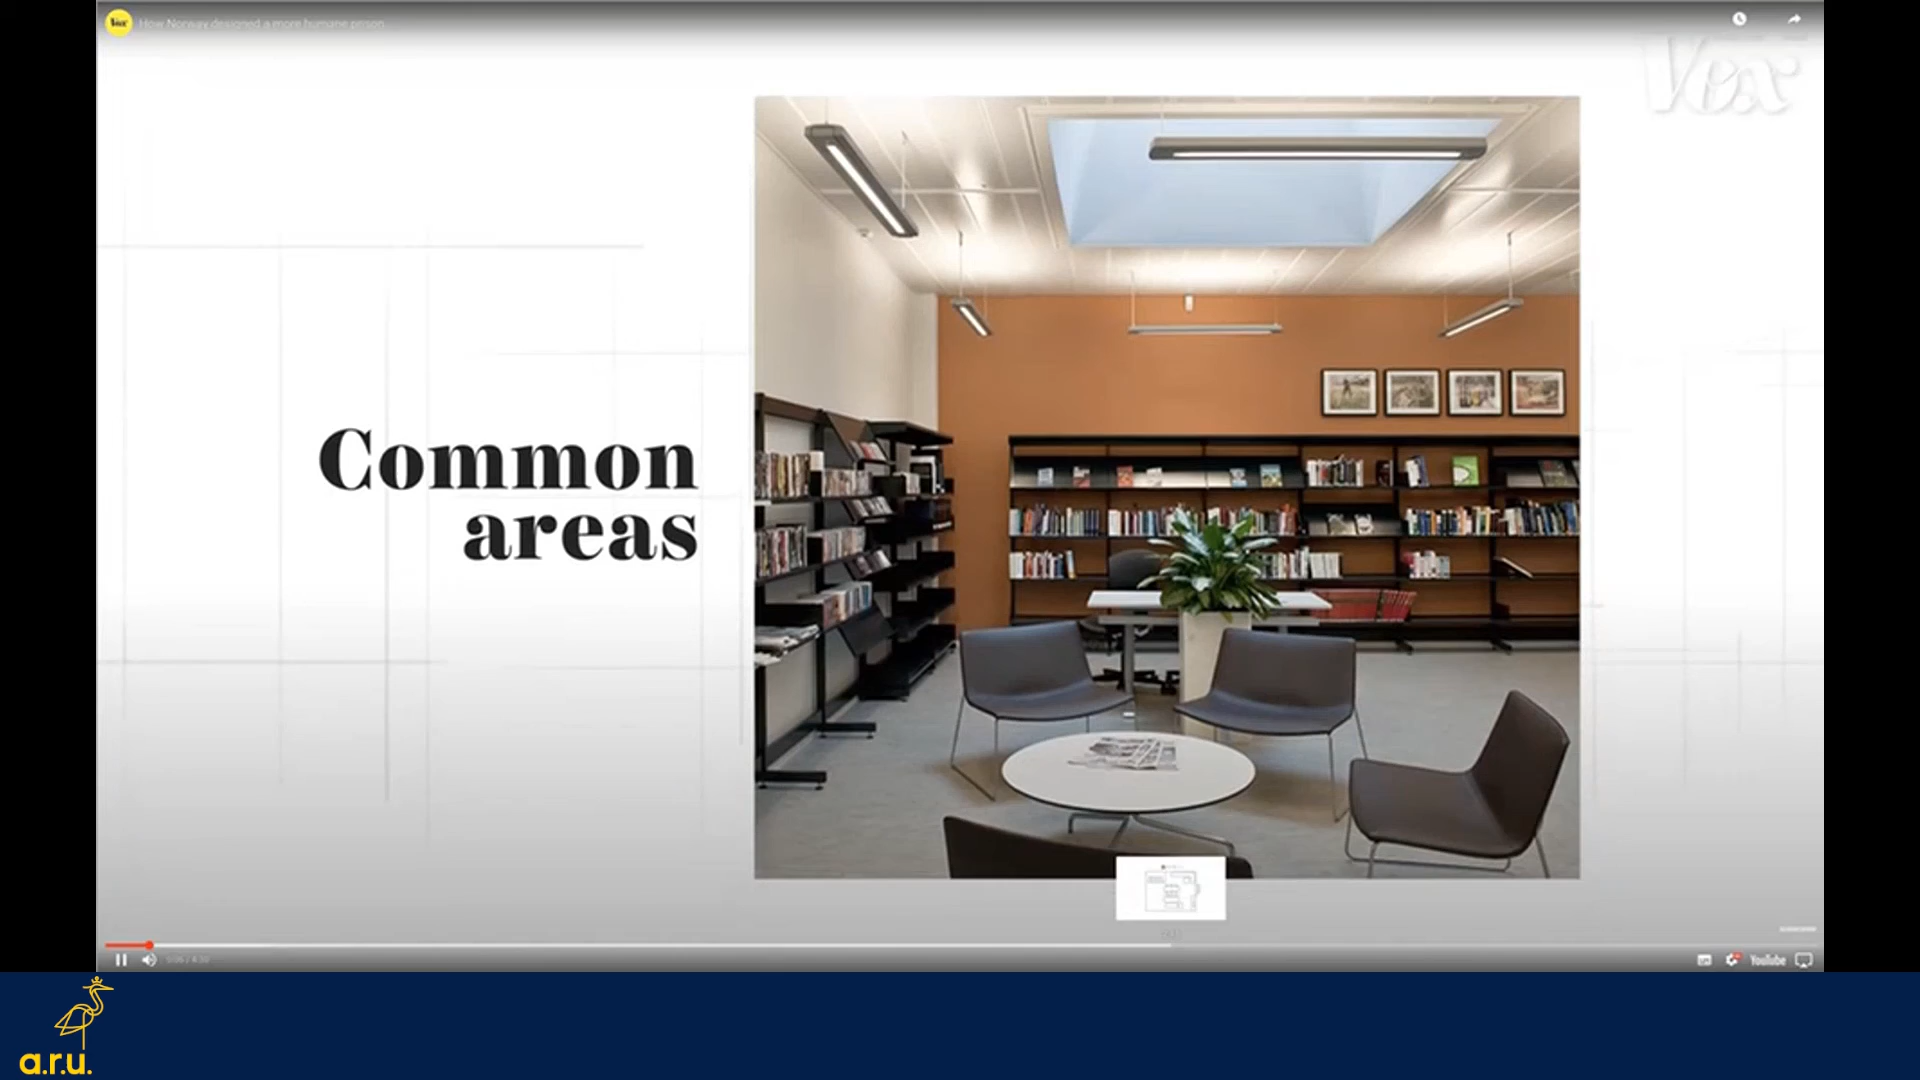 How Norway designed a more humane prison
Vox
Common
areas
YouTube
a.r.u.